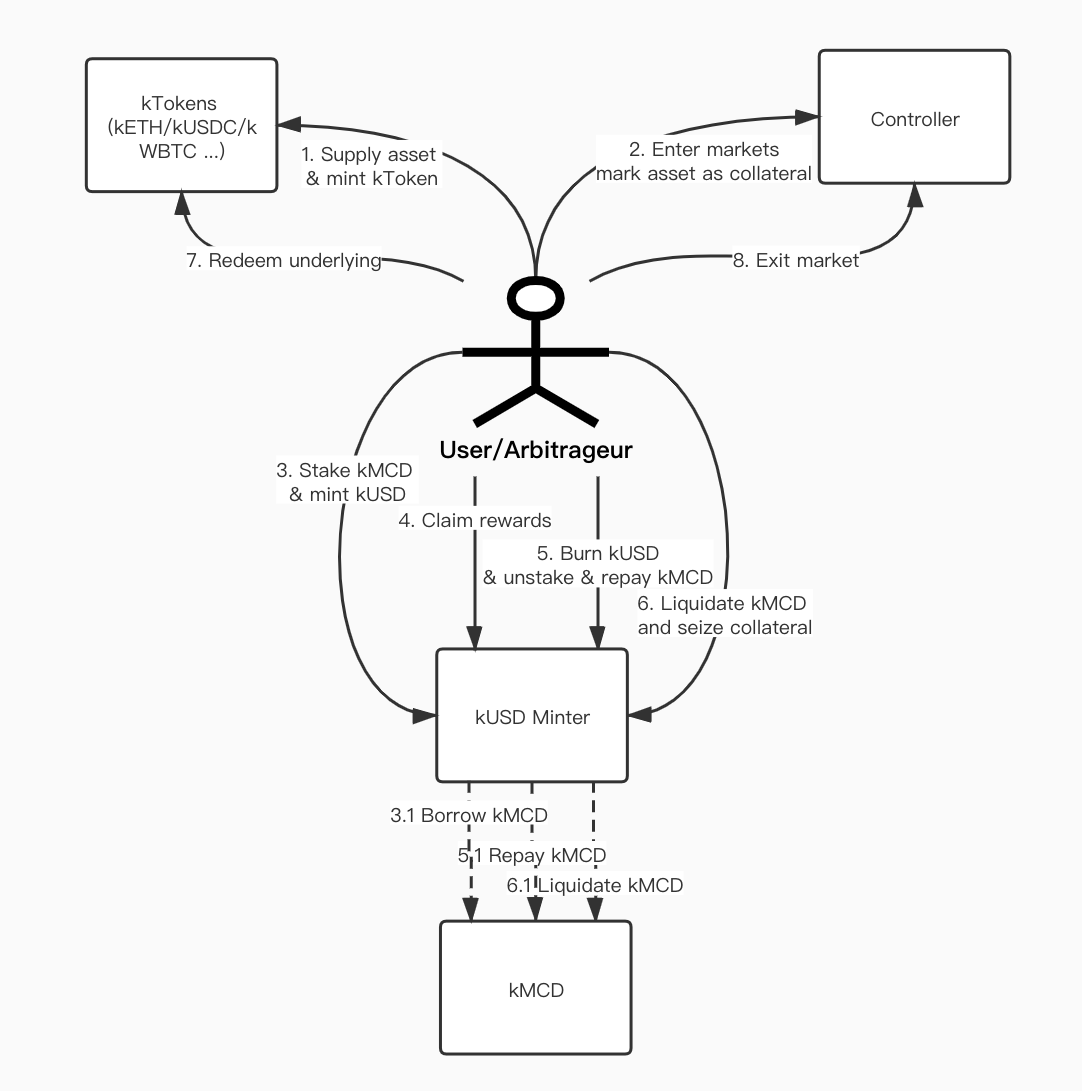 kTokens
(kETH/kUSDC/k
WBTC ...)
Controller
1. Supply asset
& mint kToken
2. Enter markets
mark asset as collateral
7. Redeem underlying
8. Exit market
User/Arbitrageur
3. Stake kMCD
& mint kUSD
4. Claim rewards
5. Burn kUSD
& unstake & repay kMCD
6. Liquidate kMCD
and seize collateral
kUSD Minter
3.1 Borrow kMCD
5.1 Repay kMCD
6.1 Liquidate kMCD
kMCD